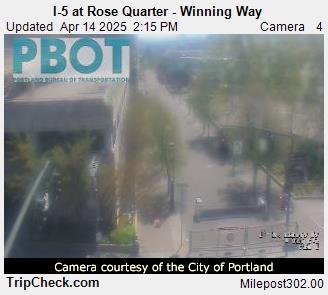 I-5 at Rose Quarter - Winning Way
Updated Apr 14 2025 2:15 PM Camera 4
PBOT
PORTLAND BUREAU OF TRANSPORTATION
Camera courtesy of the City of Portland
TripCheck.com Milepost302.00